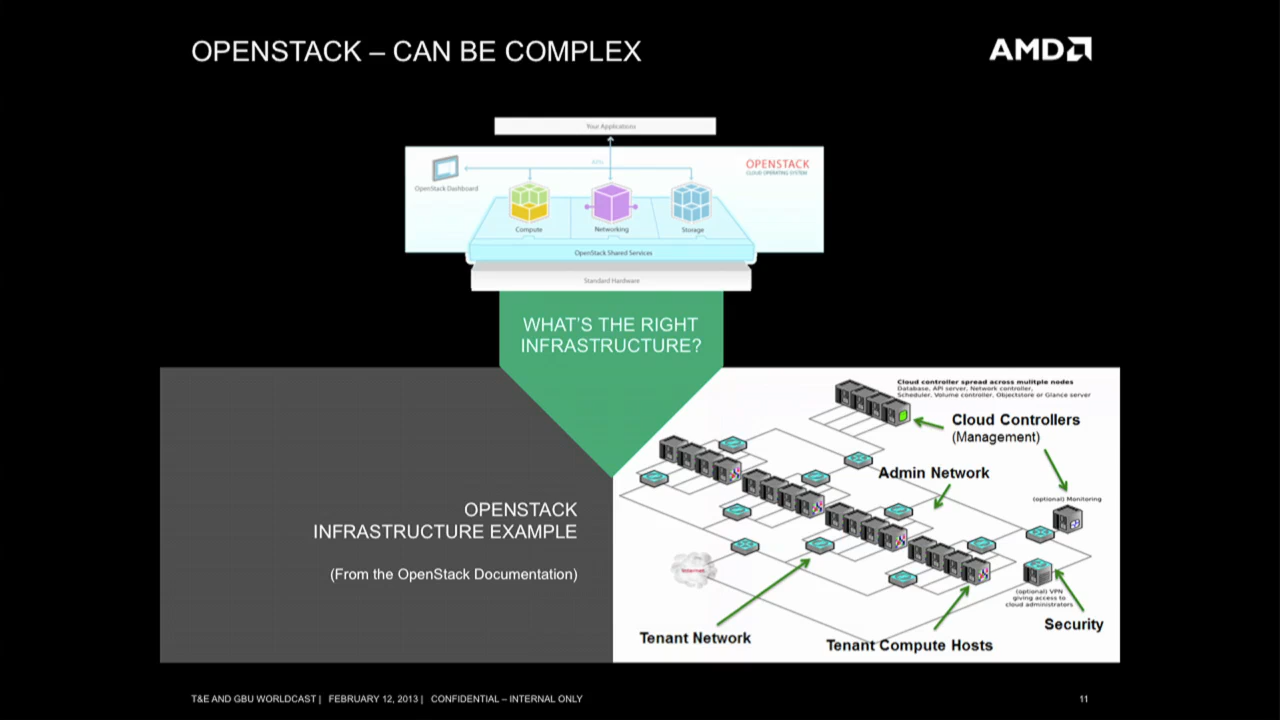 OPENSTACK – CAN BE COMPLEX
AMD
Your Applications
APIs
OPENSTACK
CLOUD OPERATING SYSTEM
OpenStack Dashboard
Compute
Networking
Storage
OpenStack Shared Services
Standard Hardware
WHAT'S THE RIGHT
INFRASTRUCTURE?
OPENSTACK
INFRASTRUCTURE EXAMPLE
(From the OpenStack Documentation)
Cloud controller spread across mulitple nodes
Database, API server, Network controller,
Scheduler, Volume controller, Objectstore or Glance server
Cloud Controllers
(Management)
Admin Network
(optional) Monitoring
Internet
(optional) VPN
giving access to
cloud administrators
Security
Tenant Network
Tenant Compute Hosts
T&E AND GBU WORLDCAST | FEBRUARY 12, 2013 | CONFIDENTIAL – INTERNAL ONLY
11